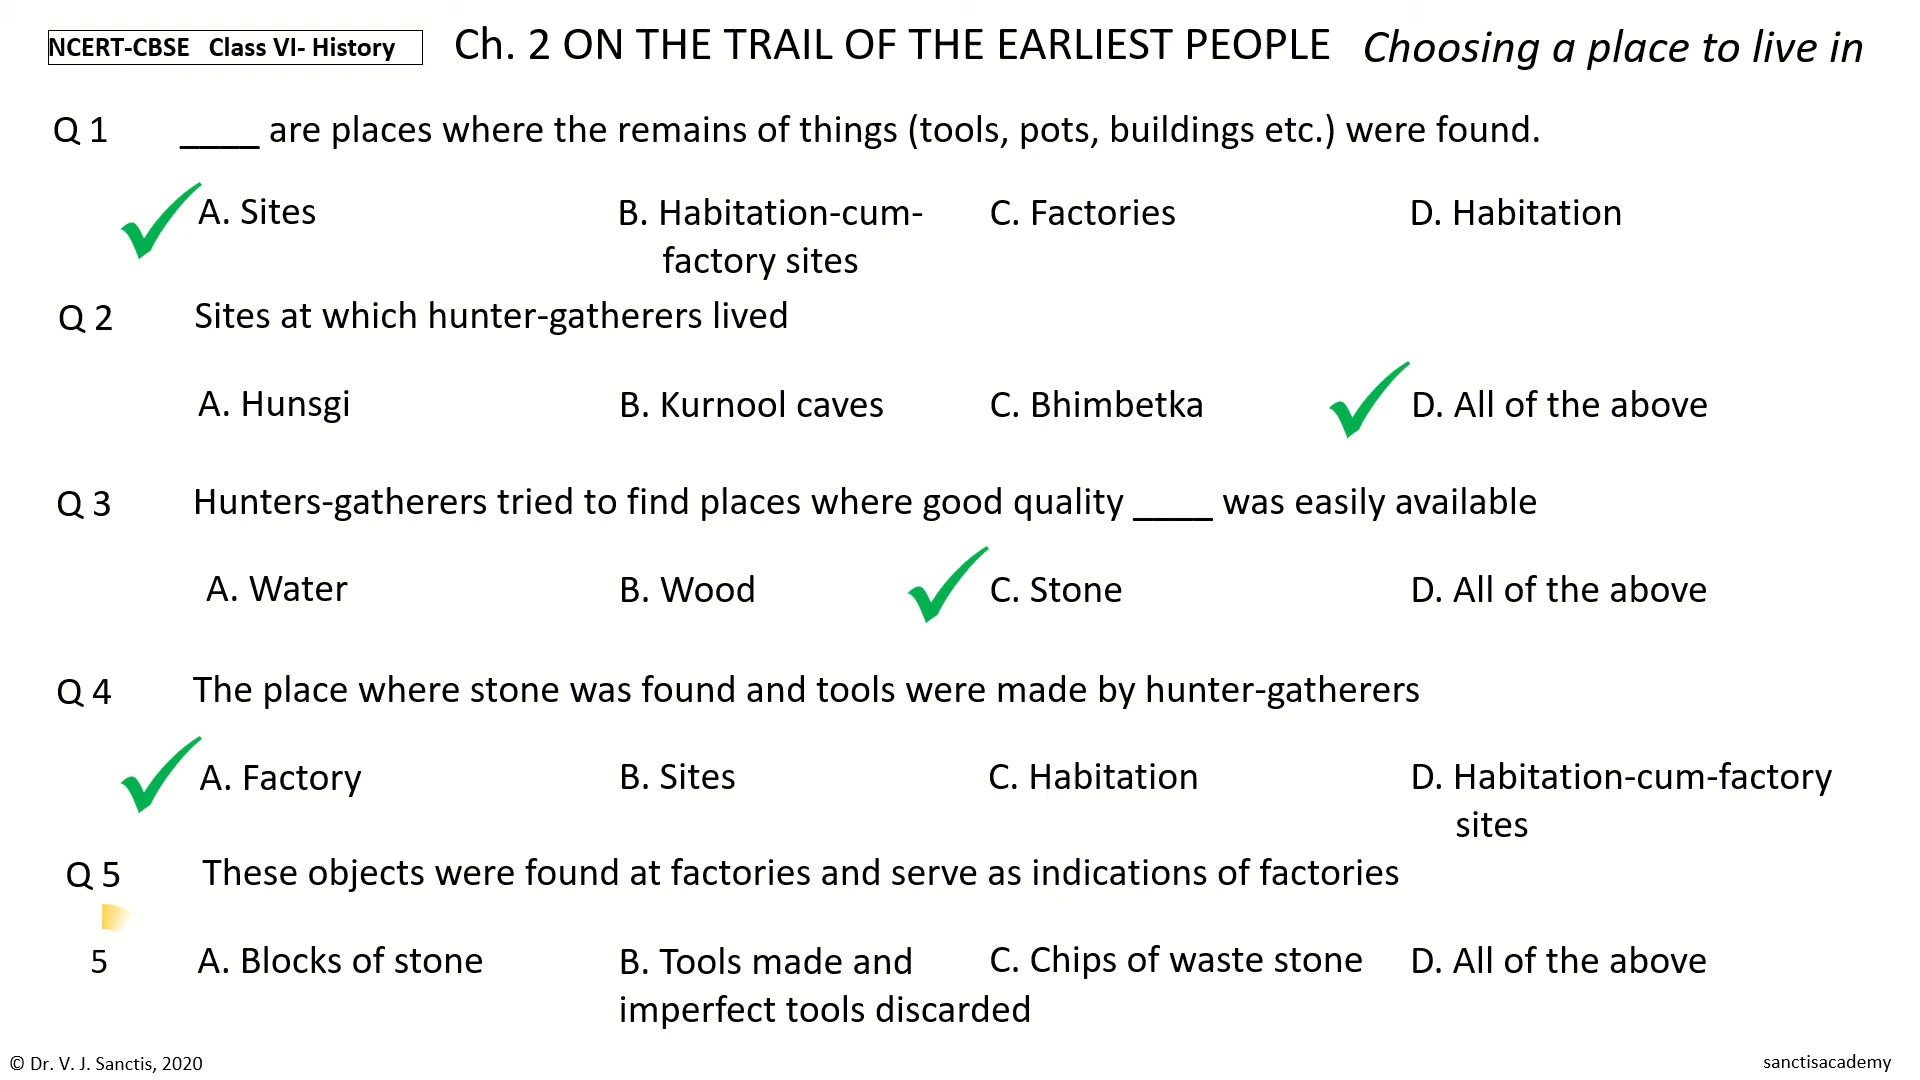 NCERT-CBSE Class VI- History Ch. 2 ON THE TRAIL OF THE EARLIEST PEOPLE Choosing a place to live in
Q 1 ____ are places where the remains of things (tools, pots, buildings etc.) were found.
A. Sites B. Habitation-cum- C. Factories D. Habitation
factory sites
Q 2 Sites at which hunter-gatherers lived
A. Hunsgi B. Kurnool caves C. Bhimbetka D. All of the above
Q 3 Hunters-gatherers tried to find places where good quality ____ was easily available
A. Water B. Wood C. Stone D. All of the above
Q 4 The place where stone was found and tools were made by hunter-gatherers
A. Factory B. Sites C. Habitation D. Habitation-cum-factory
sites
Q 5 These objects were found at factories and serve as indications of factories
5 A. Blocks of stone B. Tools made and C. Chips of waste stone D. All of the above
imperfect tools discarded
© Dr. V. J. Sanctis, 2020 sanctisacademy